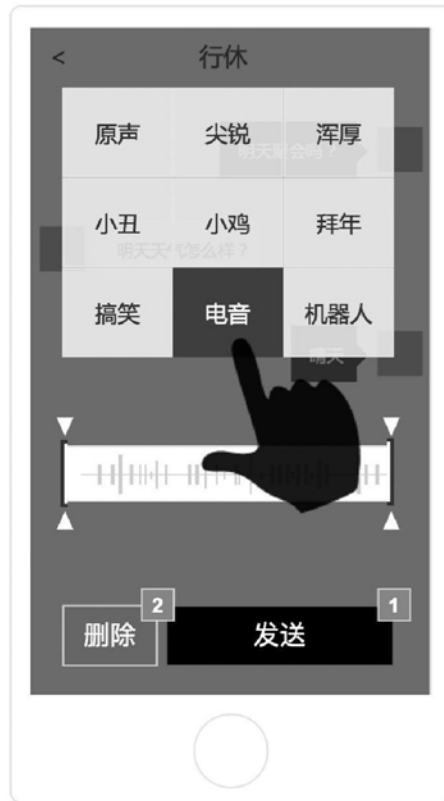 < 行休
原声 尖锐 浑厚
明天聚会吗？
小丑 小鸡 拜年
明天天气怎么样？
搞笑 电音 机器人
晴天
2 1
删除 发送